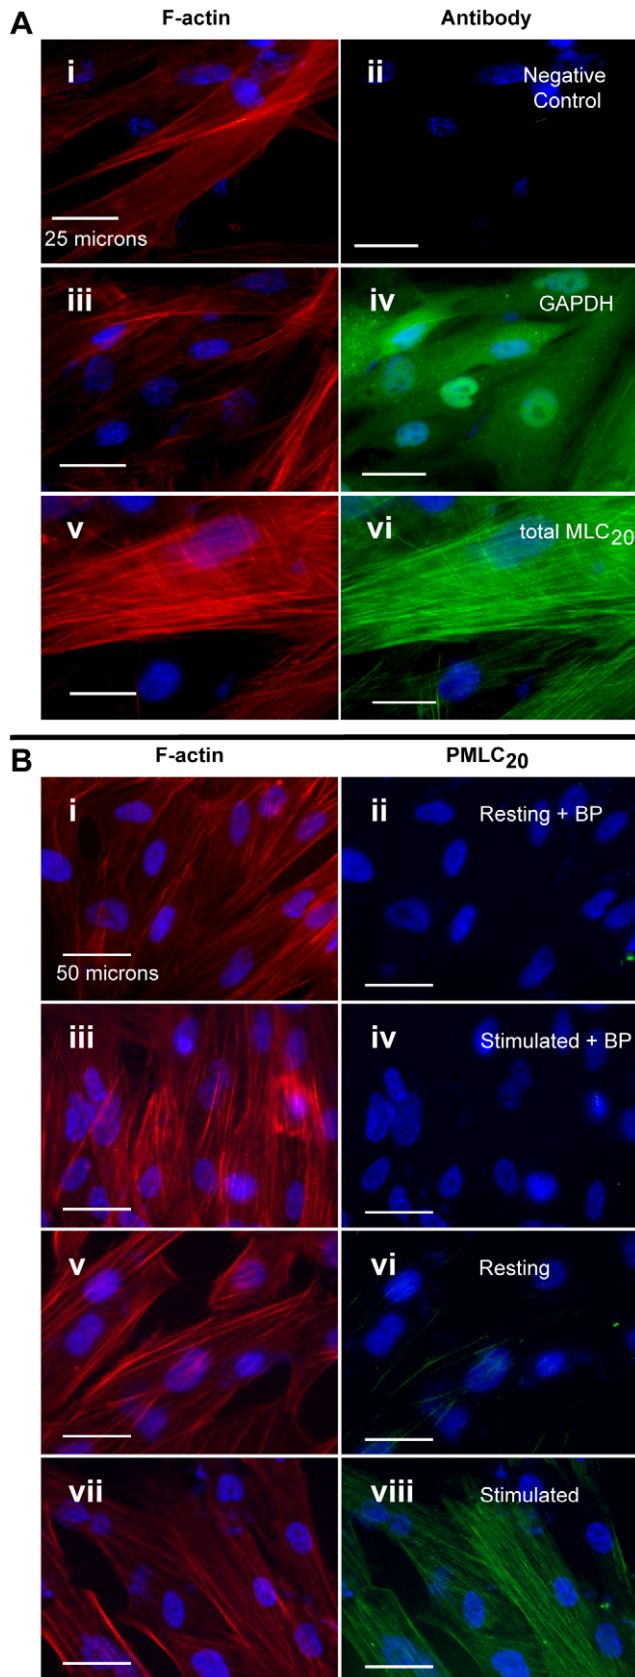 A
F-actin
Antibody
i
ii
Negative
Control
25 microns
iii
iv
GAPDH
v
vi
total MLC20
B
F-actin
PMLC20
i
ii
Resting + BP
50 microns
iii
iv
Stimulated + BP
v
vi
Resting
vii
viii
Stimulated